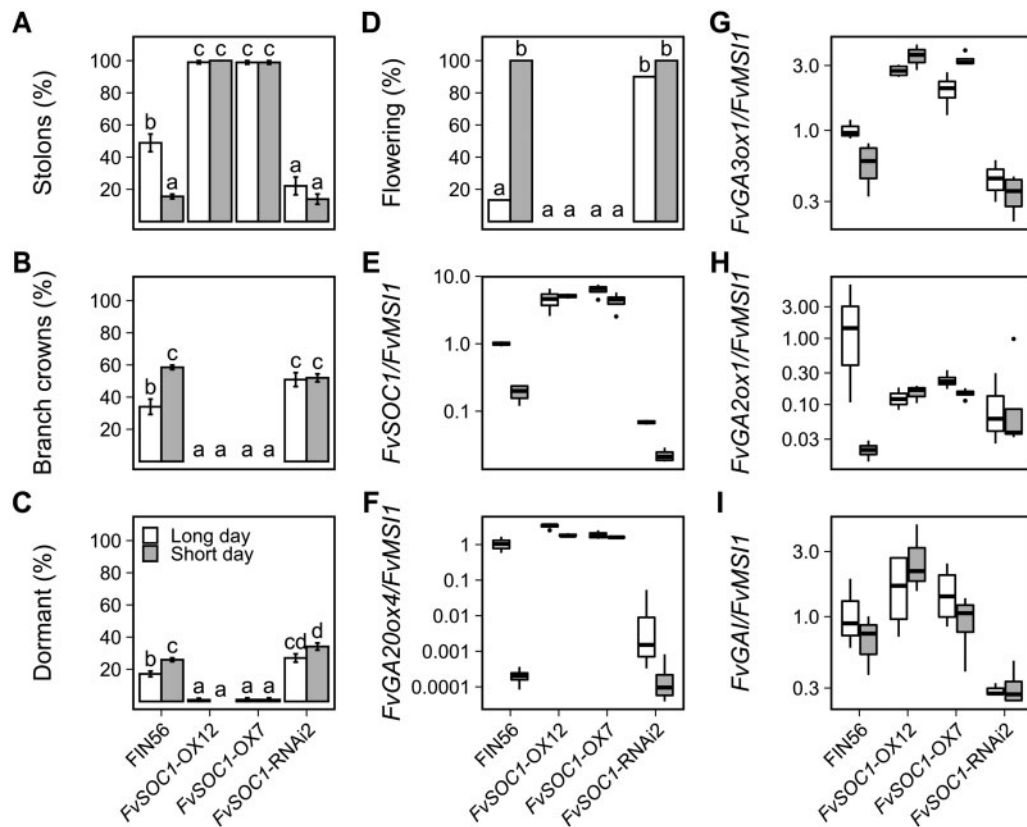 A
Stolons (%)
100
80
60
40
20
b
a
c
c
c
c
a
a
B
Branch crowns (%)
100
80
60
40
20
b
c
a
a
a
a
c
c
C
Dormant (%)
100
80
60
40
20
Long day
Short day
b
c
a
a
a
a
cd
d
FIN56
FvSOC1-OX12
FvSOC1-OX7
FvSOC1-RNAi2
D
Flowering (%)
100
80
60
40
20
a
b
a
a
a
a
b
b
E
FvSOC1/FvMSI1
10.0
1.0
0.1
F
FvGA20ox4/FvMSI1
1
0.1
0.01
0.001
0.0001
FIN56
FvSOC1-OX12
FvSOC1-OX7
FvSOC1-RNAi2
G
FvGA3ox1/FvMSI1
3.0
1.0
0.3
H
FvGA2ox1/FvMSI1
3.00
1.00
0.30
0.10
0.03
I
FvGAI/FvMSI1
3.0
1.0
0.3
FIN56
FvSOC1-OX12
FvSOC1-OX7
FvSOC1-RNAi2